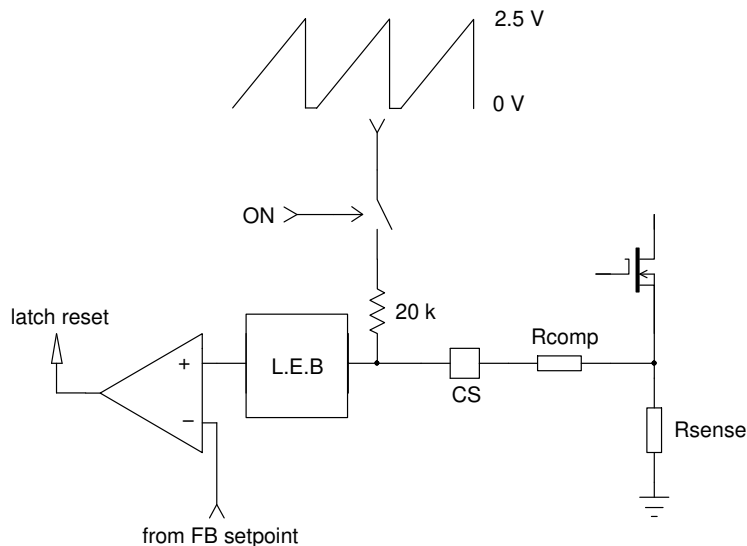 2.5 V
0 V
ON
20 k
latch reset
L.E.B
Rcomp
+
−
CS
Rsense
from FB setpoint